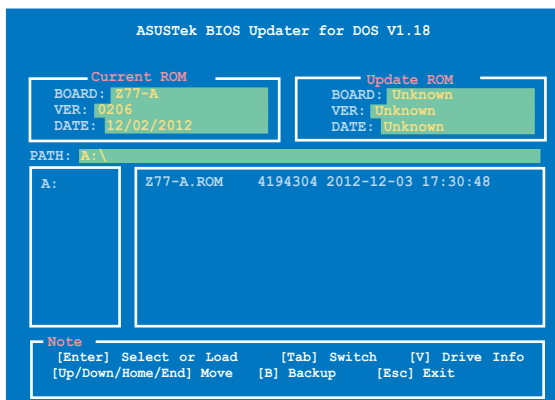 ASUSTek BIOS Updater for DOS V1.18
Current ROM
BOARD: Z77-A
VER: 0206
DATE: 12/02/2012
Update ROM
BOARD: Unknown
VER: Unknown
DATE: Unknown
PATH: A:\
A:
Z77-A.ROM 4194304 2012-12-03 17:30:48
Note
[Enter] Select or Load [Tab] Switch [V] Drive Info
[Up/Down/Home/End] Move [B] Backup [Esc] Exit